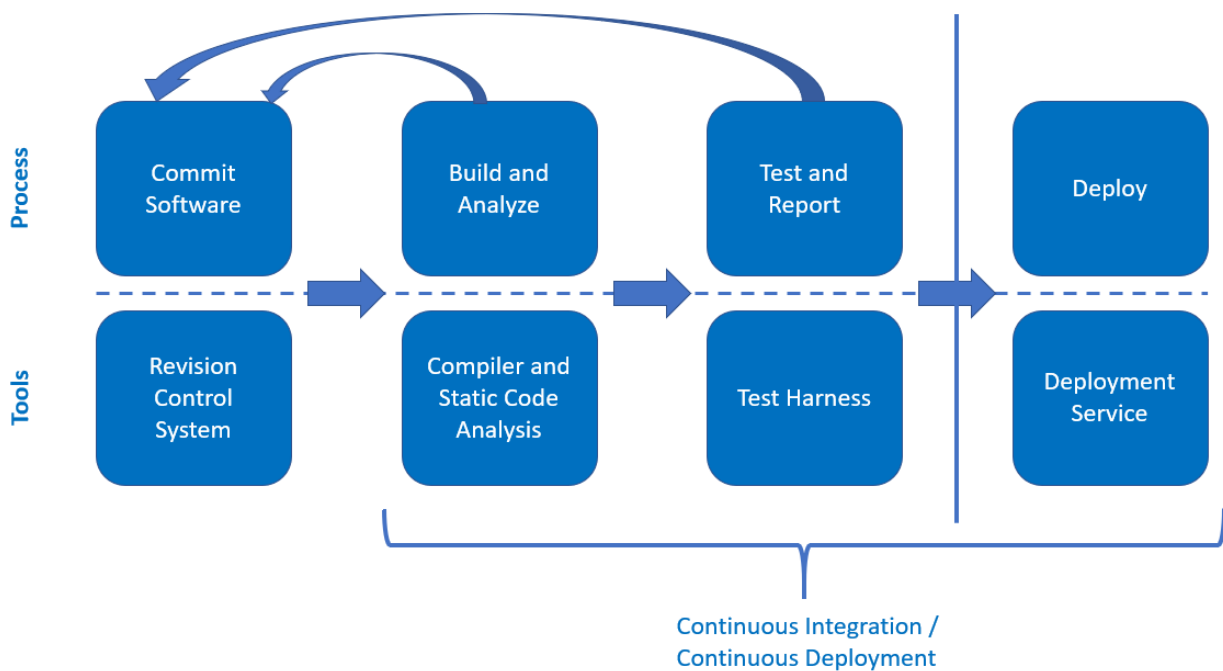 Process
Commit
Software
Build and
Analyze
Test and
Report
Deploy
Tools
Revision
Control
System
Compiler and
Static Code
Analysis
Test Harness
Deployment
Service
Continuous Integration /
Continuous Deployment